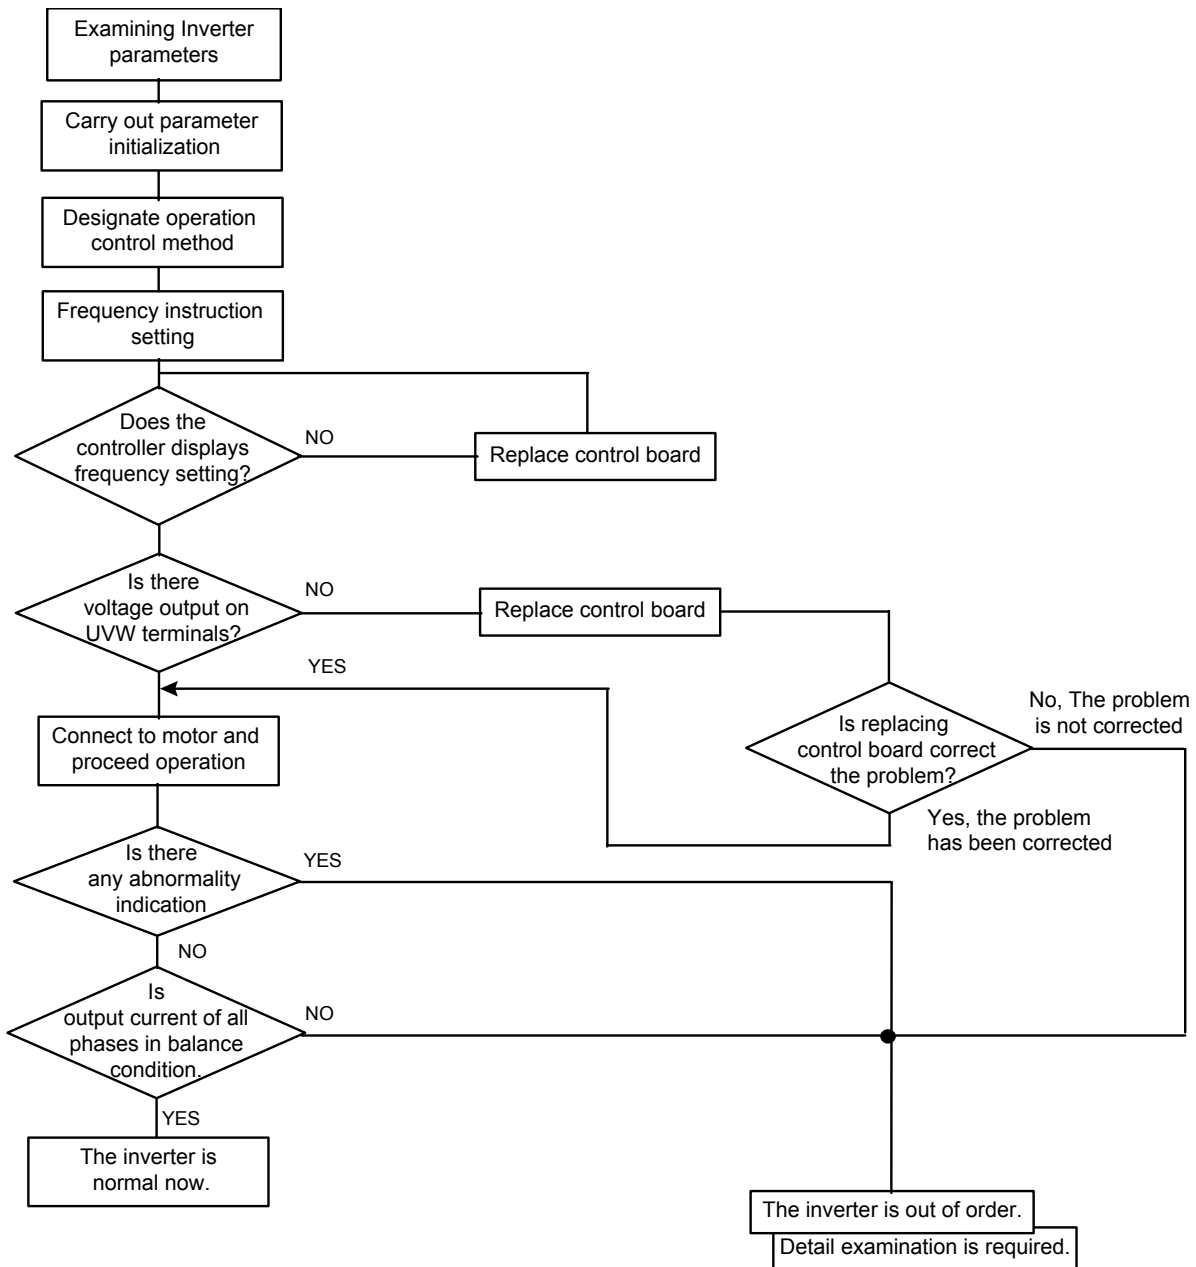 Examining Inverter
parameters
Carry out parameter
initialization
Designate operation
control method
Frequency instruction
setting
Does the
controller displays
frequency setting?
NO
Replace control board
Is there
voltage output on
UVW terminals?
NO
Replace control board
YES
Is replacing
control board correct
the problem?
No, The problem
is not corrected
Yes, the problem
has been corrected
Connect to motor and
proceed operation
Is there
any abnormality
indication
YES
NO
Is
output current of all
phases in balance
condition.
NO
YES
The inverter is
normal now.
The inverter is out of order.
Detail examination is required.